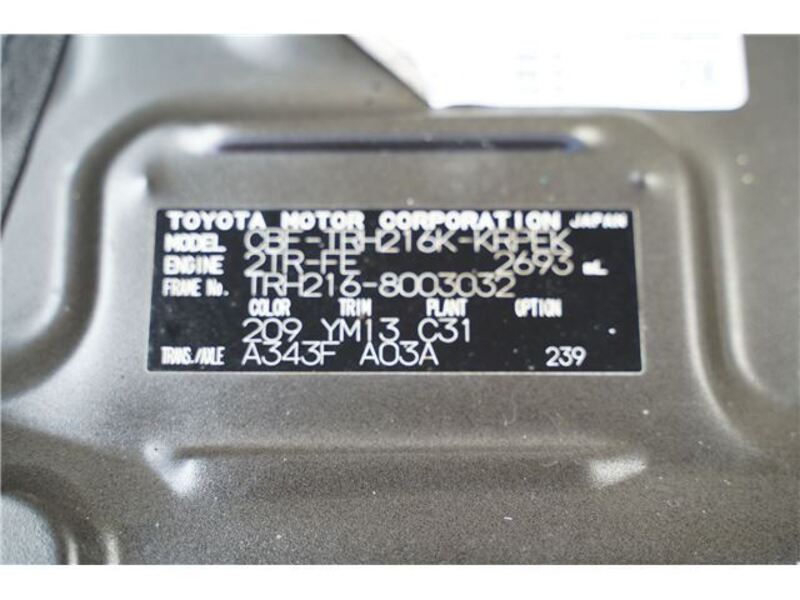 TOYOTA MOTOR CORPORATION JAPAN
MODEL CBF-TRH216K-KRPEK
ENGINE 2TR-FE 2693 mL
FRAME No. TRH216-8003032
COLOR TRIM PLANT OPTION
209 YM13 C31
TRANS./AXLE A343F A03A 239